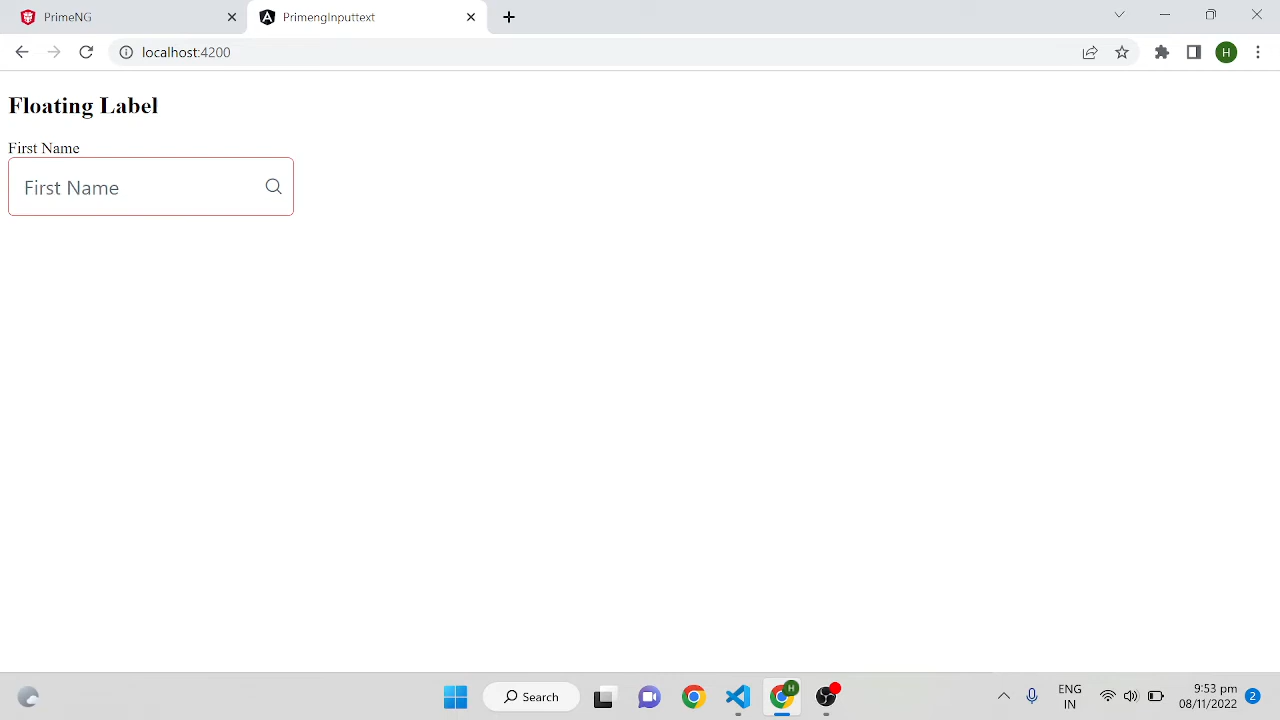 PrimeNG
PrimengInputtext
localhost:4200
H
Floating Label
First Name
First Name
Search
H
ENG
IN
9:53 pm
08/11/2022
2